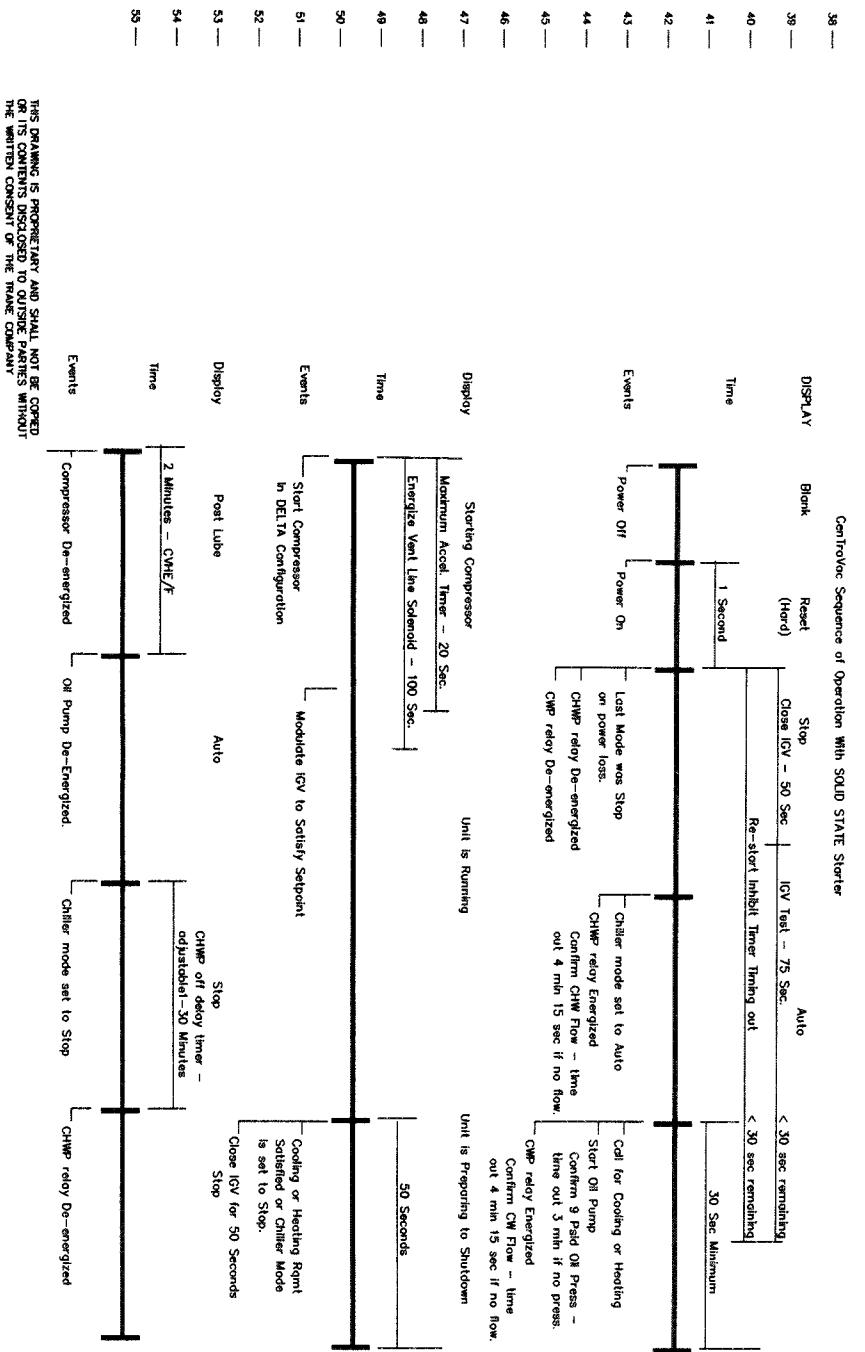 CenTraVac Sequence of Operation With SOLID STATE Starter
38
39
40
41
42
43
44
45
46
47
48
49
50
51
52
53
54
55
DISPLAY
Blank
Reset
(Hard)
Stop
Auto
Close IGV - 50 Sec
IGV Test - 75 Sec.
< 30 sec remaining
Re-start Inhibit Timer Timing out
< 30 sec remaining
Time
1 Second
30 Sec Minimum
Events
Power Off
Power On
Last Mode was Stop
on power loss.
CHWP relay De-energized
CWP relay De-energized
Chiller mode set to Auto
CHWP relay Energized
Confirm CHW Flow - time
out 4 min 15 sec if no flow.
Call for Cooling or Heating
Start Oil Pump
Confirm 9 Psid Oil Press -
time out 3 min if no press.
CWP relay Energized
Confirm CW Flow - time
out 4 min 15 sec if no flow.
Display
Starting Compressor
Unit is Running
Unit is Preparing to Shutdown
Maximum Accel. Timer - 20 Sec.
Energize Vent Line Solenoid - 100 Sec.
Time
50 Seconds
Events
Start Compressor
In DELTA Configuration
Modulate IGV to Satisfy Setpoint
Cooling or Heating Rqmt
Satisfied or Chiller Mode
is set to Stop.
Close IGV for 50 Seconds
Display
Post Lube
Auto
Stop
Stop
Time
2 Minutes - CVHE/F
CHWP off delay timer -
adjustable1-30 Minutes
Events
Compressor De-energized
Oil Pump De-Energized.
Chiller mode set to Stop
CHWP relay De-energized
THIS DRAWING IS PROPRIETARY AND SHALL NOT BE COPIED
OR ITS CONTENTS DISCLOSED TO OUTSIDE PARTIES WITHOUT
THE WRITTEN CONSENT OF THE TRANE COMPANY